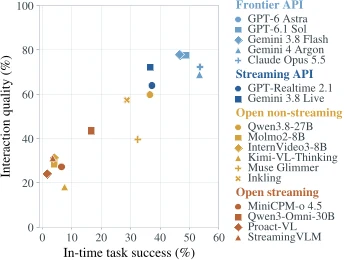 Interaction quality (%)
100
80
60
40
20
0
0 10 20 30 40 50 60
In-time task success (%)
Frontier API
GPT-6 Astra
GPT-6.1 Sol
Gemini 3.8 Flash
Gemini 4 Argon
Claude Opus 5.5
Streaming API
GPT-Realtime 2.1
Gemini 3.8 Live
Open non-streaming
Qwen3.8-27B
Molmo2-8B
InternVideo3-8B
Kimi-VL-Thinking
Muse Glimmer
Inkling
Open streaming
MiniCPM-o 4.5
Qwen3-Omni-30B
Proact-VL
StreamingVLM